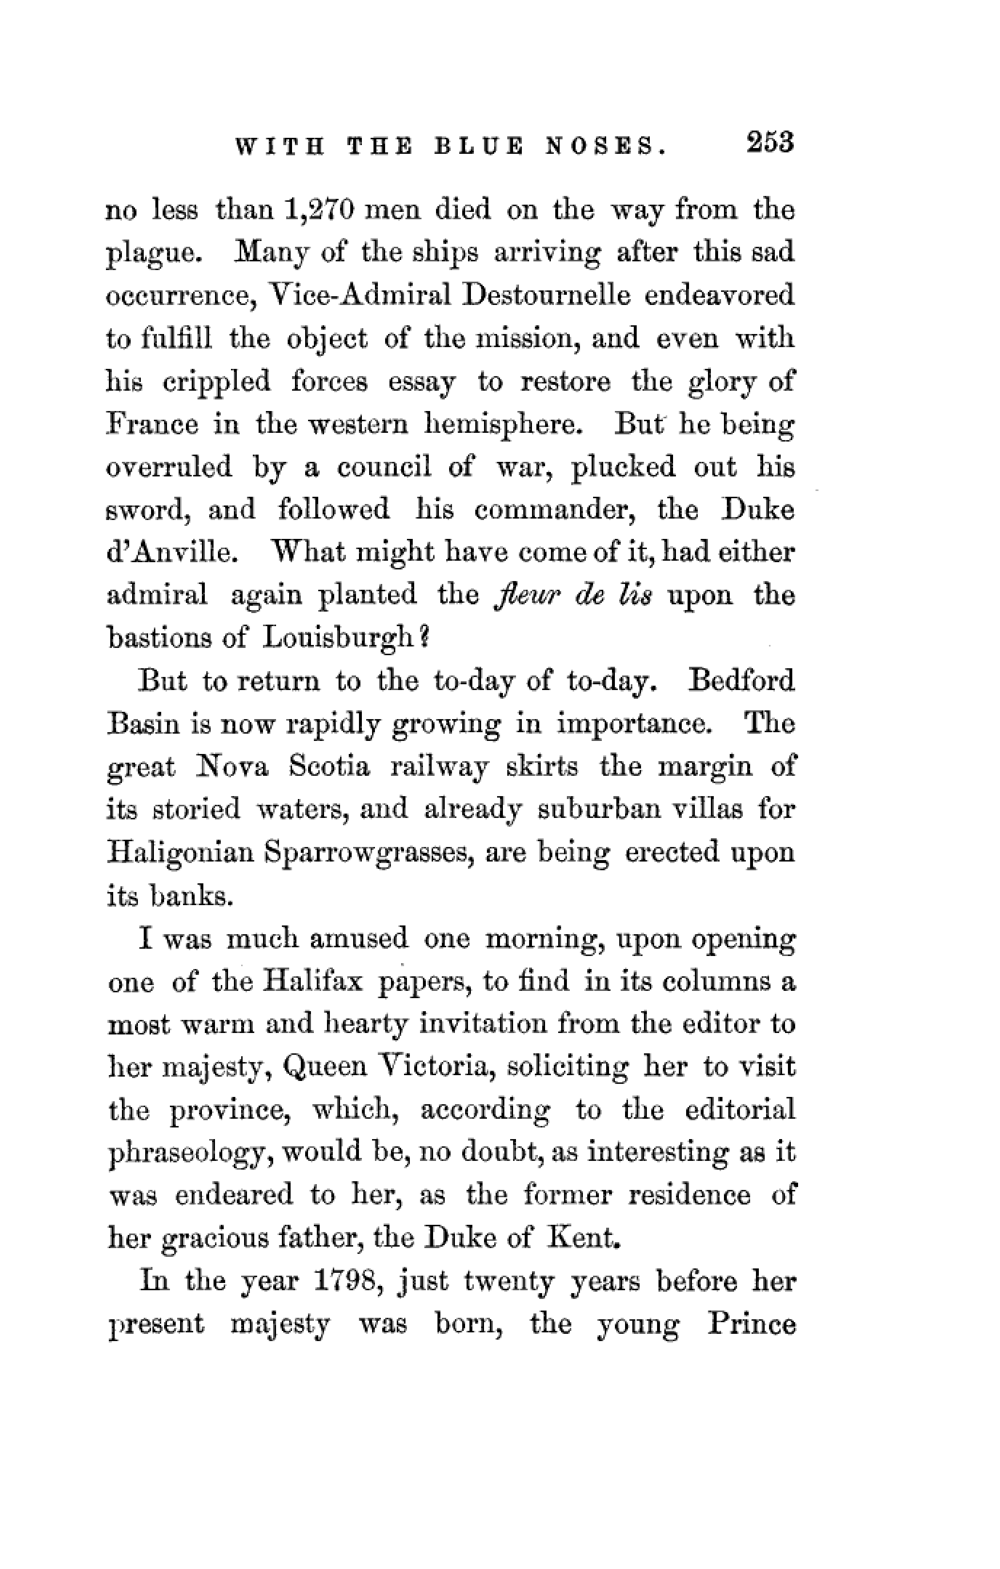 WITH THE BLUE NOSES. 253
no less than 1,270 men died on the way from the
plague. Many of the ships arriving after this sad
occurrence, Vice-Admiral Destournelle endeavored
to fulfill the object of the mission, and even with
his crippled forces essay to restore the glory of
France in the western hemisphere. But he being
overruled by a council of war, plucked out his
sword, and followed his commander, the Duke
d'Anville. What might have come of it, had either
admiral again planted the fleur de lis upon the
bastions of Louisburgh?
But to return to the to-day of to-day. Bedford
Basin is now rapidly growing in importance. The
great Nova Scotia railway skirts the margin of
its storied waters, and already suburban villas for
Haligonian Sparrowgrasses, are being erected upon
its banks.
I was much amused one morning, upon opening
one of the Halifax papers, to find in its columns a
most warm and hearty invitation from the editor to
her majesty, Queen Victoria, soliciting her to visit
the province, which, according to the editorial
phraseology, would be, no doubt, as interesting as it
was endeared to her, as the former residence of
her gracious father, the Duke of Kent.
In the year 1798, just twenty years before her
present majesty was born, the young Prince